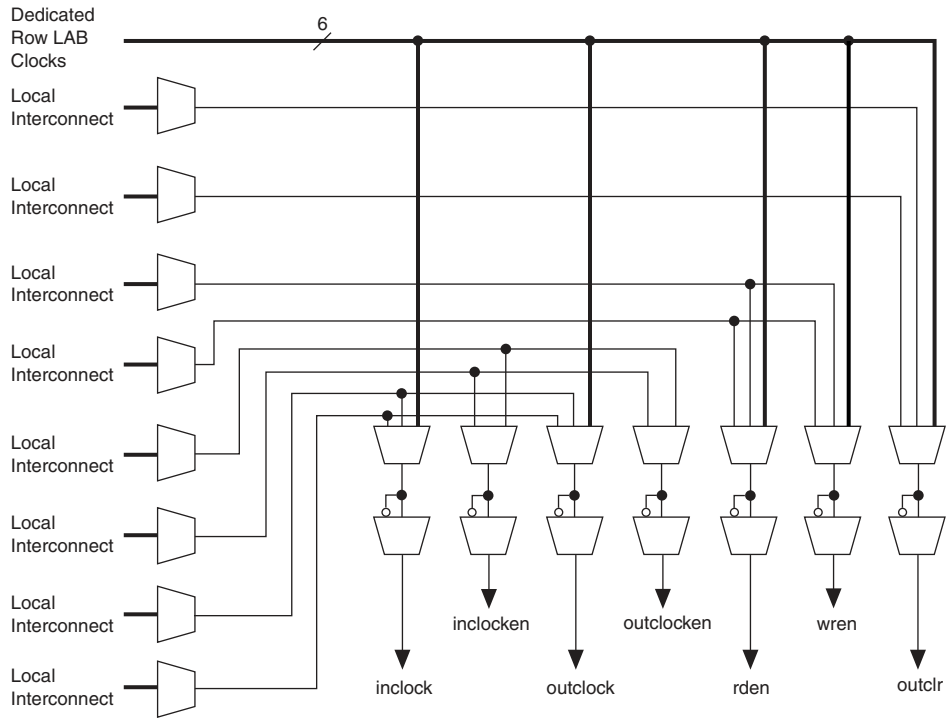 Dedicated
Row LAB
Clocks
6
Local
Interconnect
Local
Interconnect
Local
Interconnect
Local
Interconnect
Local
Interconnect
Local
Interconnect
Local
Interconnect
Local
Interconnect
inclocken
outclocken
wren
inclock
outclock
rden
outclr